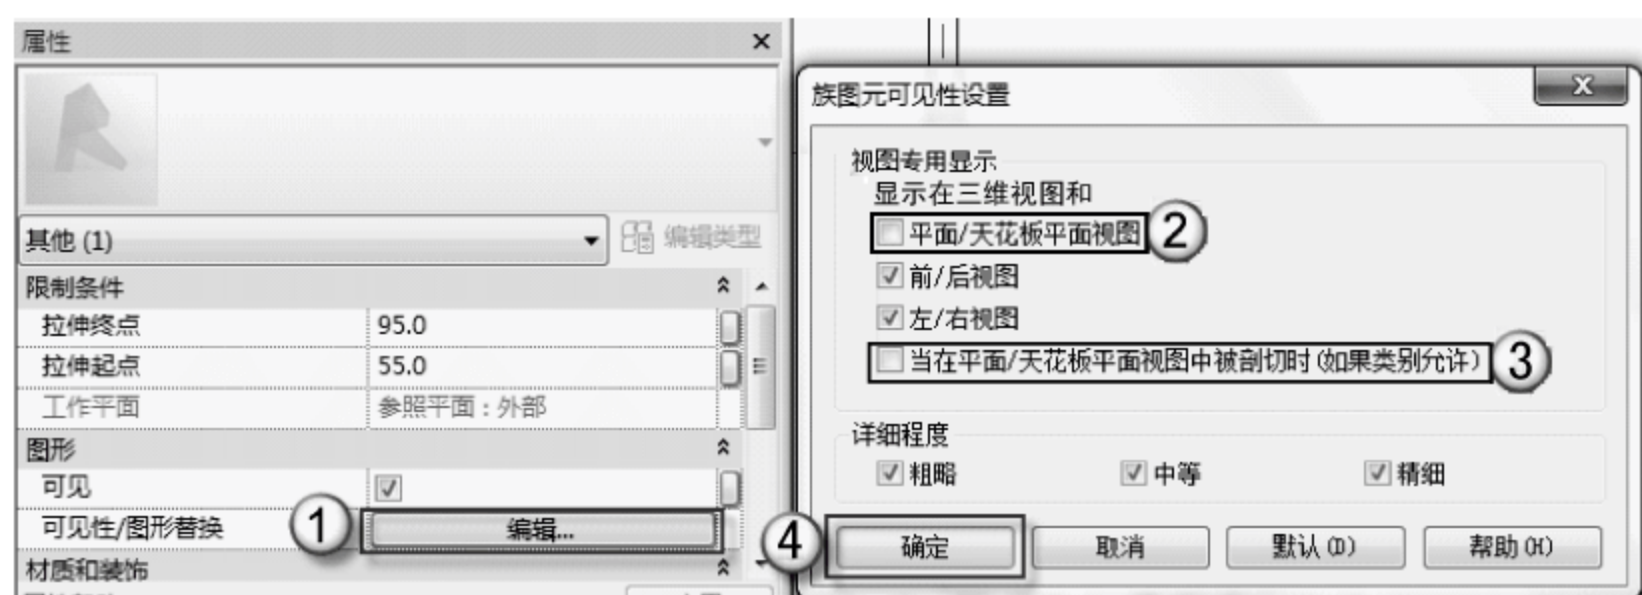 属性
其他 (1)
编辑类型
限制条件
拉伸终点 95.0
拉伸起点 55.0
工作平面 参照平面 : 外部
图形
可见
可见性/图形替换 ① 编辑...
材质和装饰
族图元可见性设置
视图专用显示
显示在三维视图和
平面/天花板平面视图 ②
前/后视图
左/右视图
当在平面/天花板平面视图中被剖切时(如果类别允许) ③
详细程度
粗略 中等 精细
④ 确定 取消 默认(D) 帮助(H)